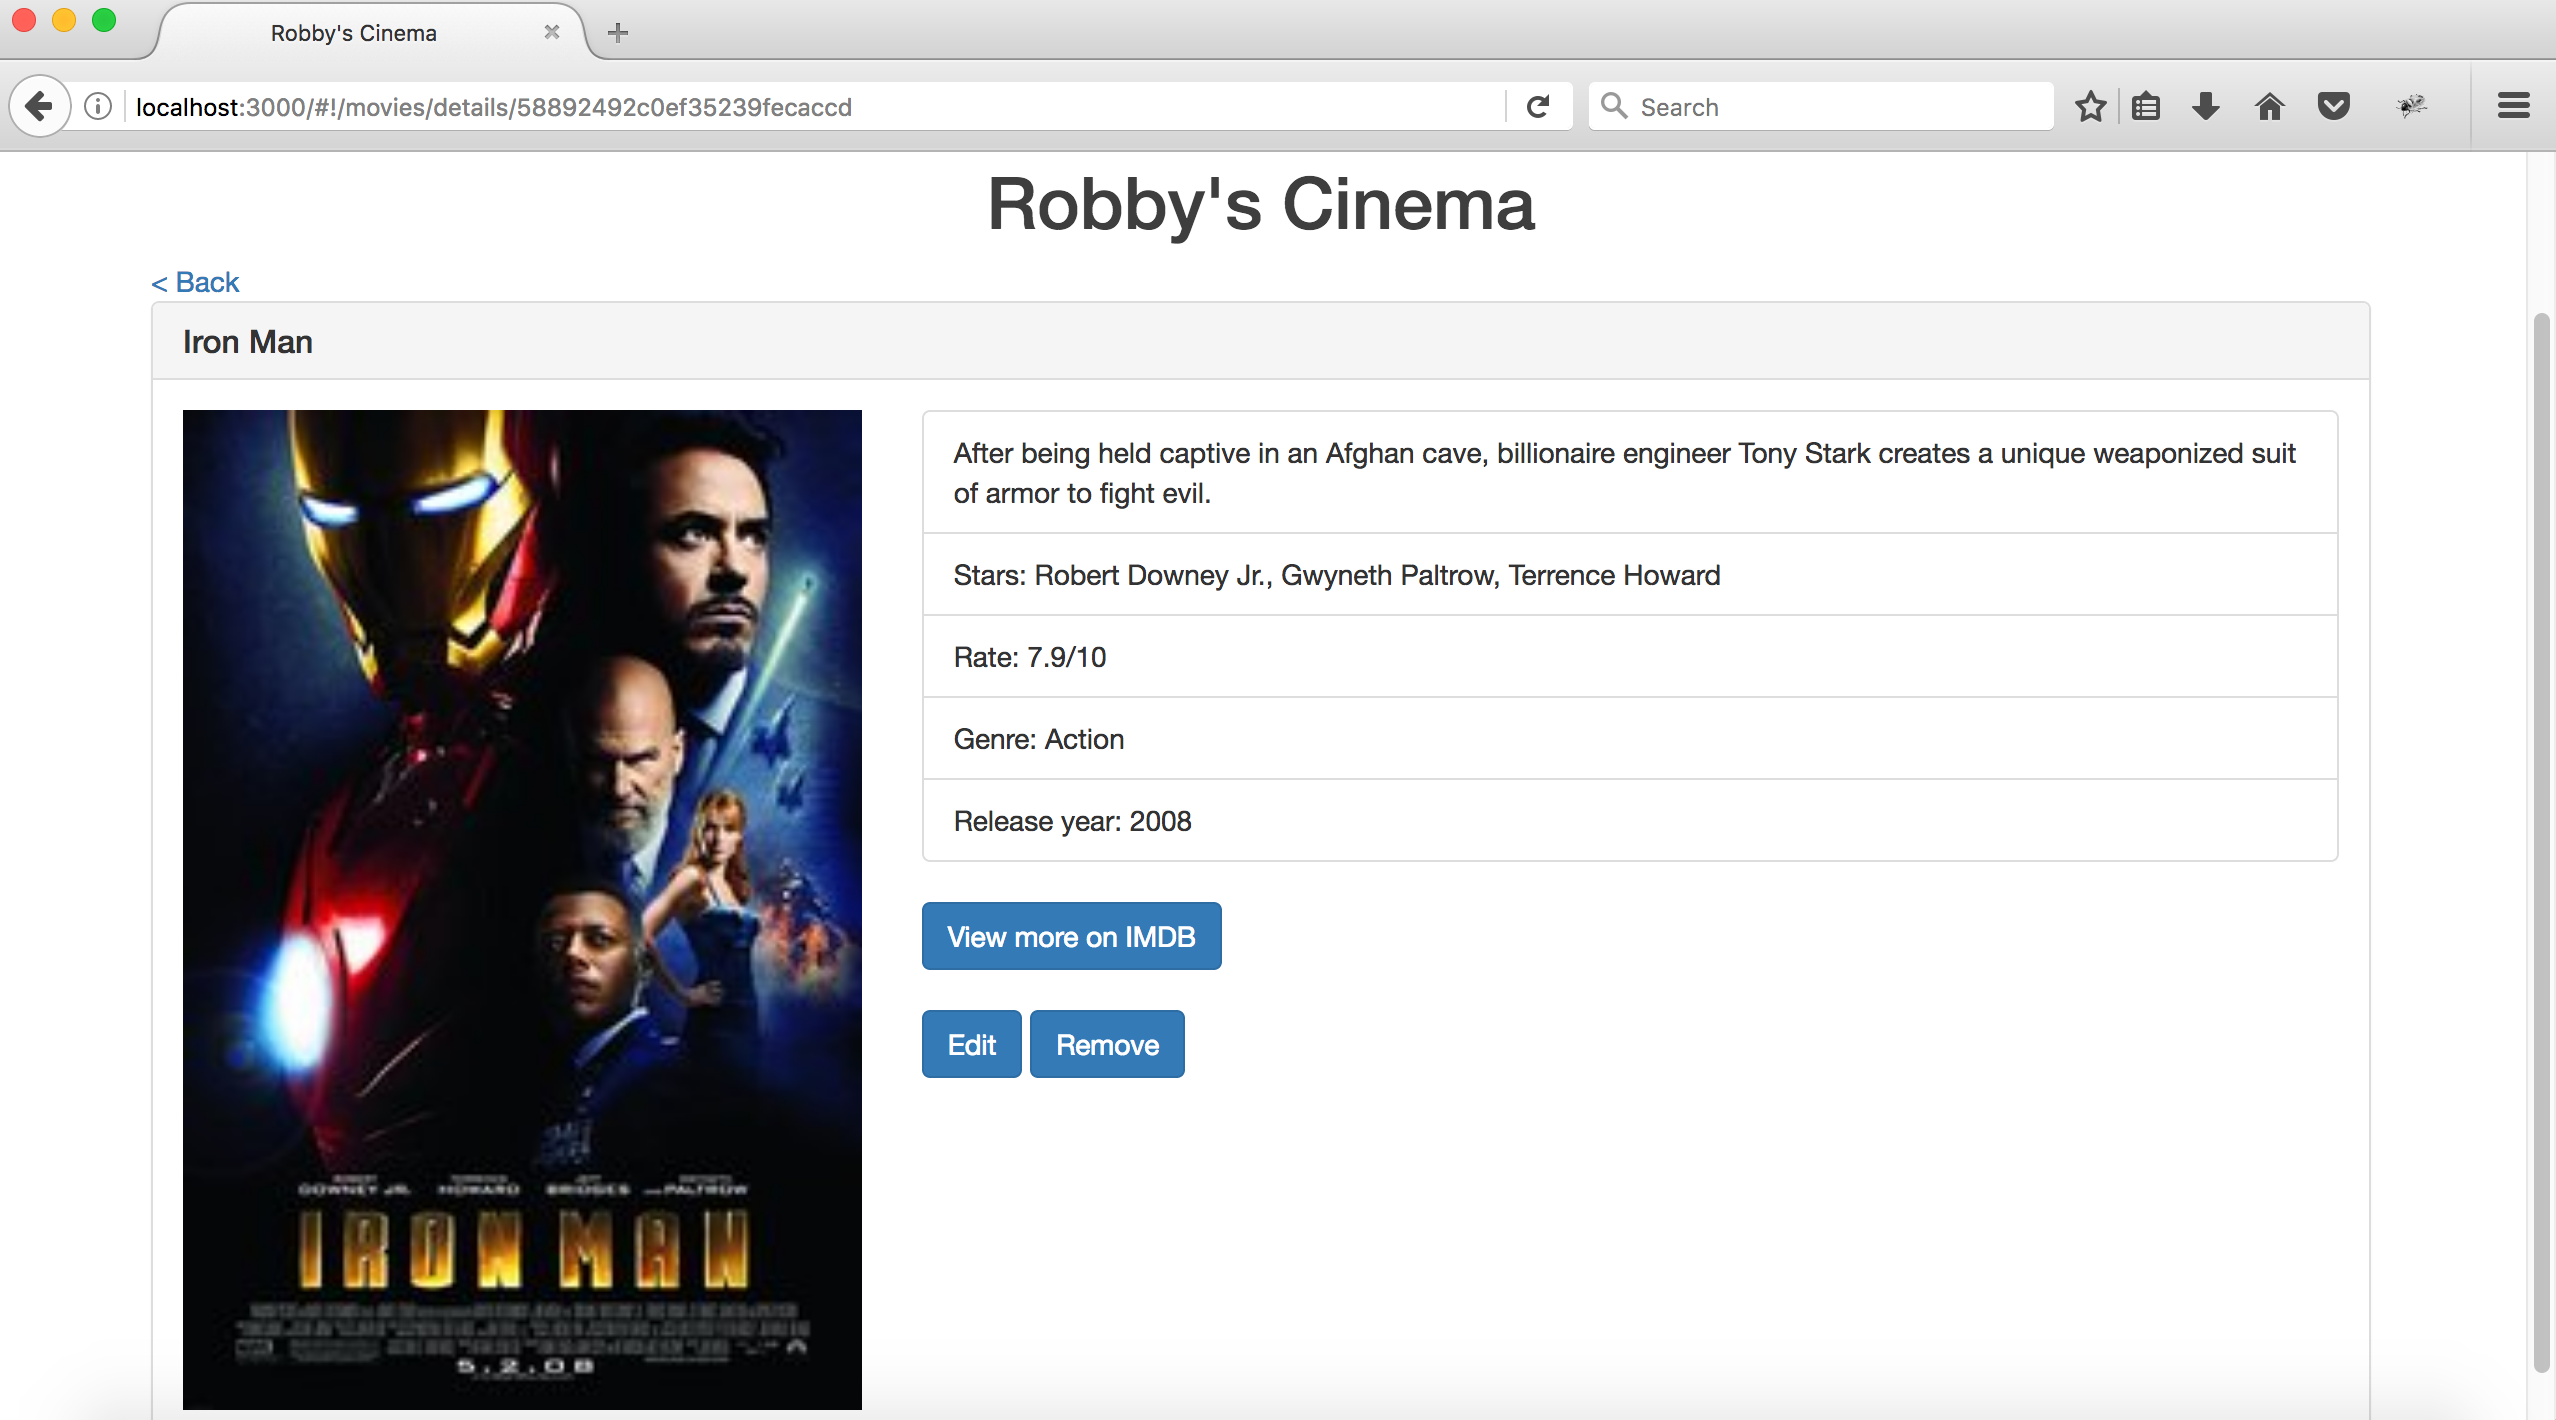 Robby's Cinema
localhost:3000/#!/movies/details/58892492c0ef35239fecaccd
Search
Robby's Cinema
< Back
Iron Man
After being held captive in an Afghan cave, billionaire engineer Tony Stark creates a unique weaponized suit
of armor to fight evil.
Stars: Robert Downey Jr., Gwyneth Paltrow, Terrence Howard
Rate: 7.9/10
Genre: Action
Release year: 2008
View more on IMDB
Edit Remove
DOWNEY JR. HOWARD BRIDGES PALTROW
IRON MAN
5.2.08